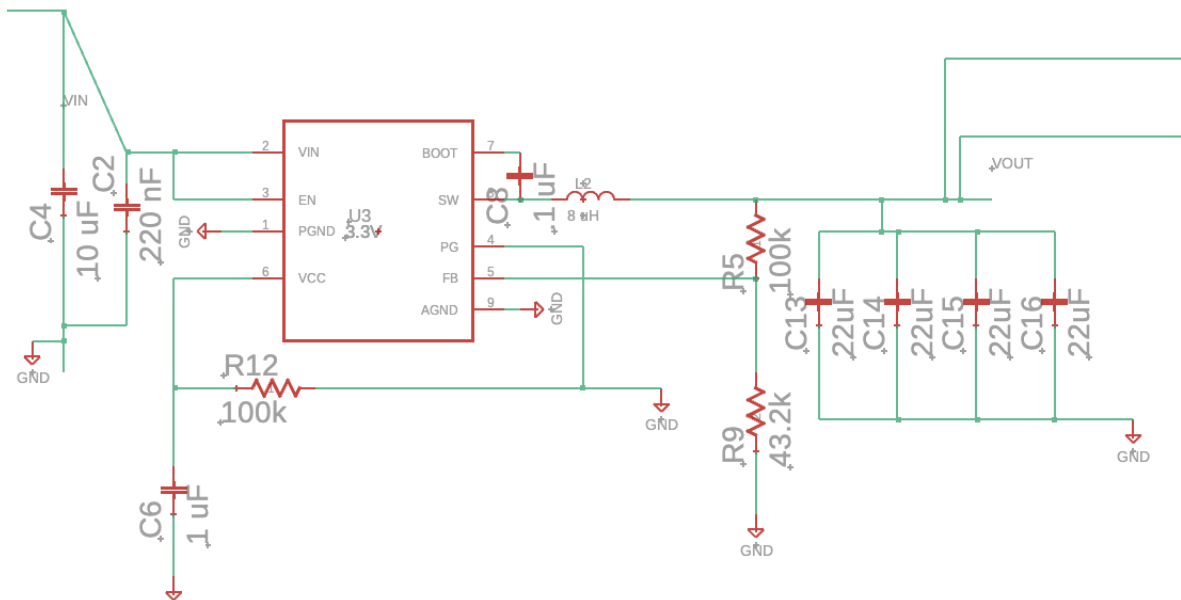 VIN
C4
10 uF
C2
220 nF
GND
2
VIN
3
EN
1
PGND
GND
6
VCC
U3
3.3V
BOOT
7
SW
PG
4
FB
5
AGND
9
GND
C8
1 uF
L2
8 uH
VOUT
R5
100k
R9
43.2k
GND
C13
22uF
C14
22uF
C15
22uF
C16
22uF
GND
R12
100k
GND
C6
1 uF